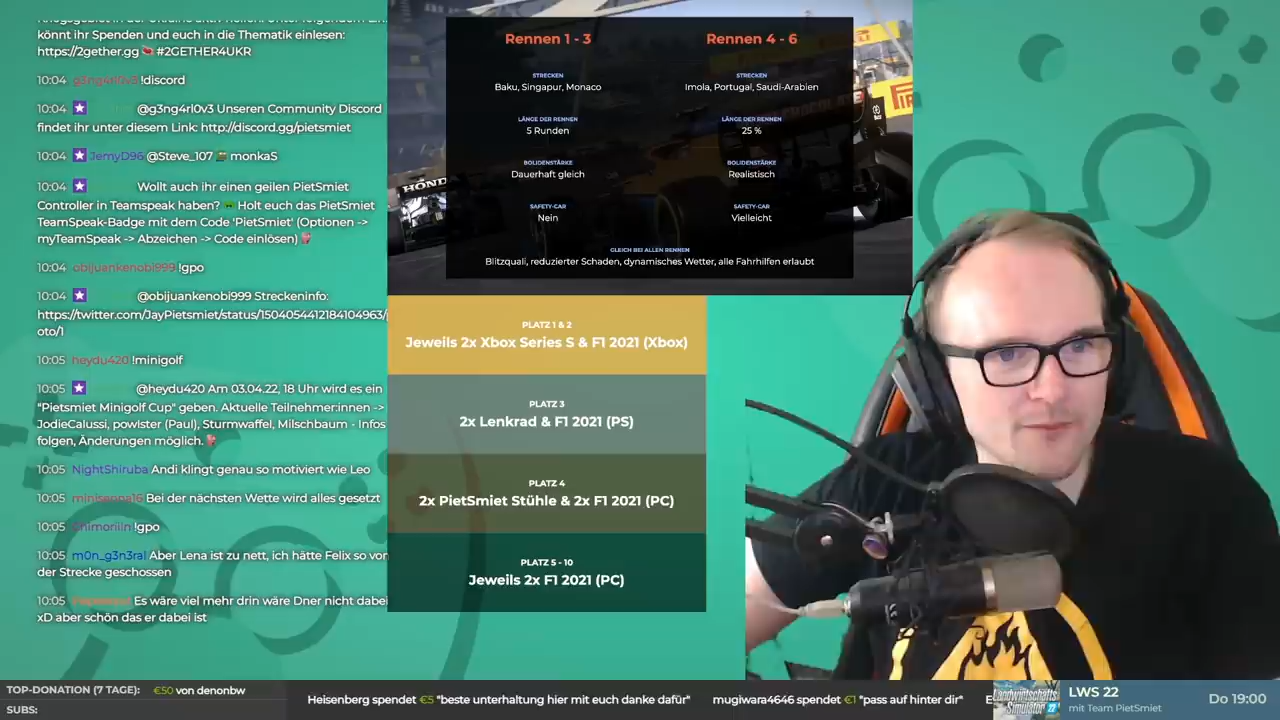 könnt ihr Spenden und euch in die Thematik einlesen:
https://2gether.gg #2GETHER4UKR
10:04 g3ng4rl0v3 !discord
10:04 @g3ng4rl0v3 Unseren Community Discord
findet ihr unter diesem Link: http://discord.gg/pietsmiet
10:04 JemyD96 @Steve_107 monkaS
10:04 Wollt auch ihr einen geilen PietSmiet
Controller in Teamspeak haben? Holt euch das PietSmiet
TeamSpeak-Badge mit dem Code 'PietSmiet' (Optionen ->
myTeamSpeak -> Abzeichen -> Code einlösen)
10:04 obijuankenobi999 !gpo
10:04 @obijuankenobi999 Streckeninfo:
https://twitter.com/JayPietsmiet/status/1504054412184104963/p
oto/1
10:05 heydu420 !minigolf
10:05 @heydu420 Am 03.04.22, 18 Uhr wird es ein
"Pietsmiet Minigolf Cup" geben. Aktuelle Teilnehmer:innen ->
JodieCalussi, powister (Paul), Sturmwaffel, Milschbaum - Infos
folgen, Änderungen möglich.
10:05 NightShiruba Andi klingt genau so motiviert wie Leo
10:05 minisenna16 Bei der nächsten Wette wird alles gesetzt
10:05 !gpo
10:05 m0n_g3n3ral Aber Lena ist zu nett, ich hätte Felix so von
der Strecke geschossen
10:05 Es wäre viel mehr drin wäre Dner nicht dabei
xD aber schön das er dabei ist
Rennen 1 - 3
STRECKEN
Baku, Singapur, Monaco
LÄNGE DER RENNEN
5 Runden
BOLIDENSTÄRKE
Dauerhaft gleich
SAFETY-CAR
Nein
Rennen 4 - 6
STRECKEN
Imola, Portugal, Saudi-Arabien
LÄNGE DER RENNEN
25 %
BOLIDENSTÄRKE
Realistisch
SAFETY-CAR
Vielleicht
GLEICH BEI ALLEN RENNEN
Blitzquali, reduzierter Schaden, dynamisches Wetter, alle Fahrhilfen erlaubt
HOND
PLATZ 1 & 2
Jeweils 2x Xbox Series S & F1 2021 (Xbox)
PLATZ 3
2x Lenkrad & F1 2021 (PS)
PLATZ 4
2x PietSmiet Stühle & 2x F1 2021 (PC)
PLATZ 5 - 10
Jeweils 2x F1 2021 (PC)
TOP-DONATION (7 TAGE): €50 von denonbw
SUBS:
spendet €5 "beste unterhaltung hier mit euch danke dafür" mugiwara4646 spendet €1 "pass auf hinter dir"
Landwirtschafts
Simulator 22
LWS 22
mit Team PietSmiet
Do 19:00